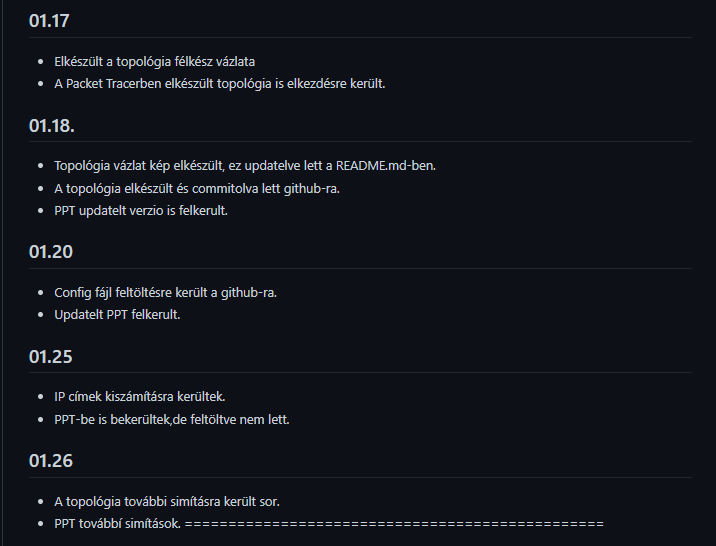 01.17
Elkészült a topológia félkész vázlata
A Packet Tracerben elkészült topológia is elkezdésre került.
01.18.
Topológia vázlat kép elkészült, ez updatelve lett a README.md-ben.
A topológia elkészült és commitolva lett github-ra.
PPT updatelt verzio is felkerult.
01.20
Config fájl feltöltésre került a github-ra.
Updatelt PPT felkerult.
01.25
IP címek kiszámításra kerültek.
PPT-be is bekerültek,de feltöltve nem lett.
01.26
A topológia további simításra került sor.
PPT továbbí simítások. ================================================